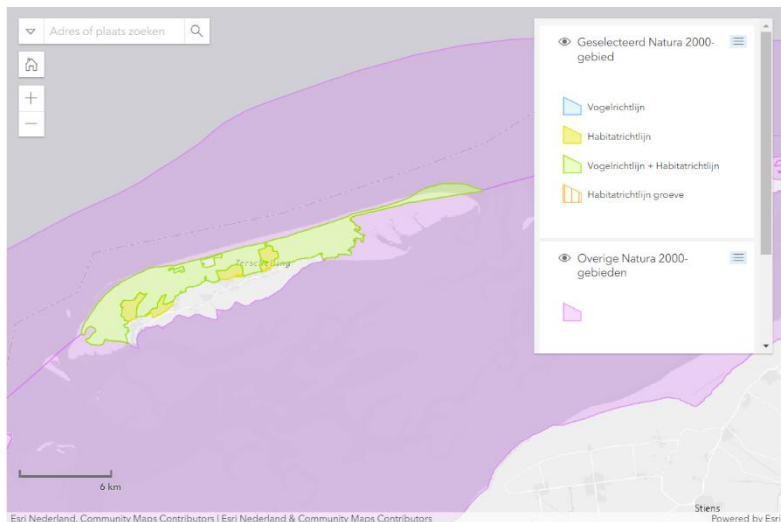 Adres of plaats zoeken
Geselecteerd Natura 2000-
gebied
Vogelrichtlijn
Habitatrichtlijn
Vogelrichtlijn + Habitatrichtlijn
Habitatrichtlijn groeve
Overige Natura 2000-
gebieden
Terschelling
6 km
Stiens
Esri Nederland, Community Maps Contributors | Esri Nederland & Community Maps Contributors
Powered by Esri